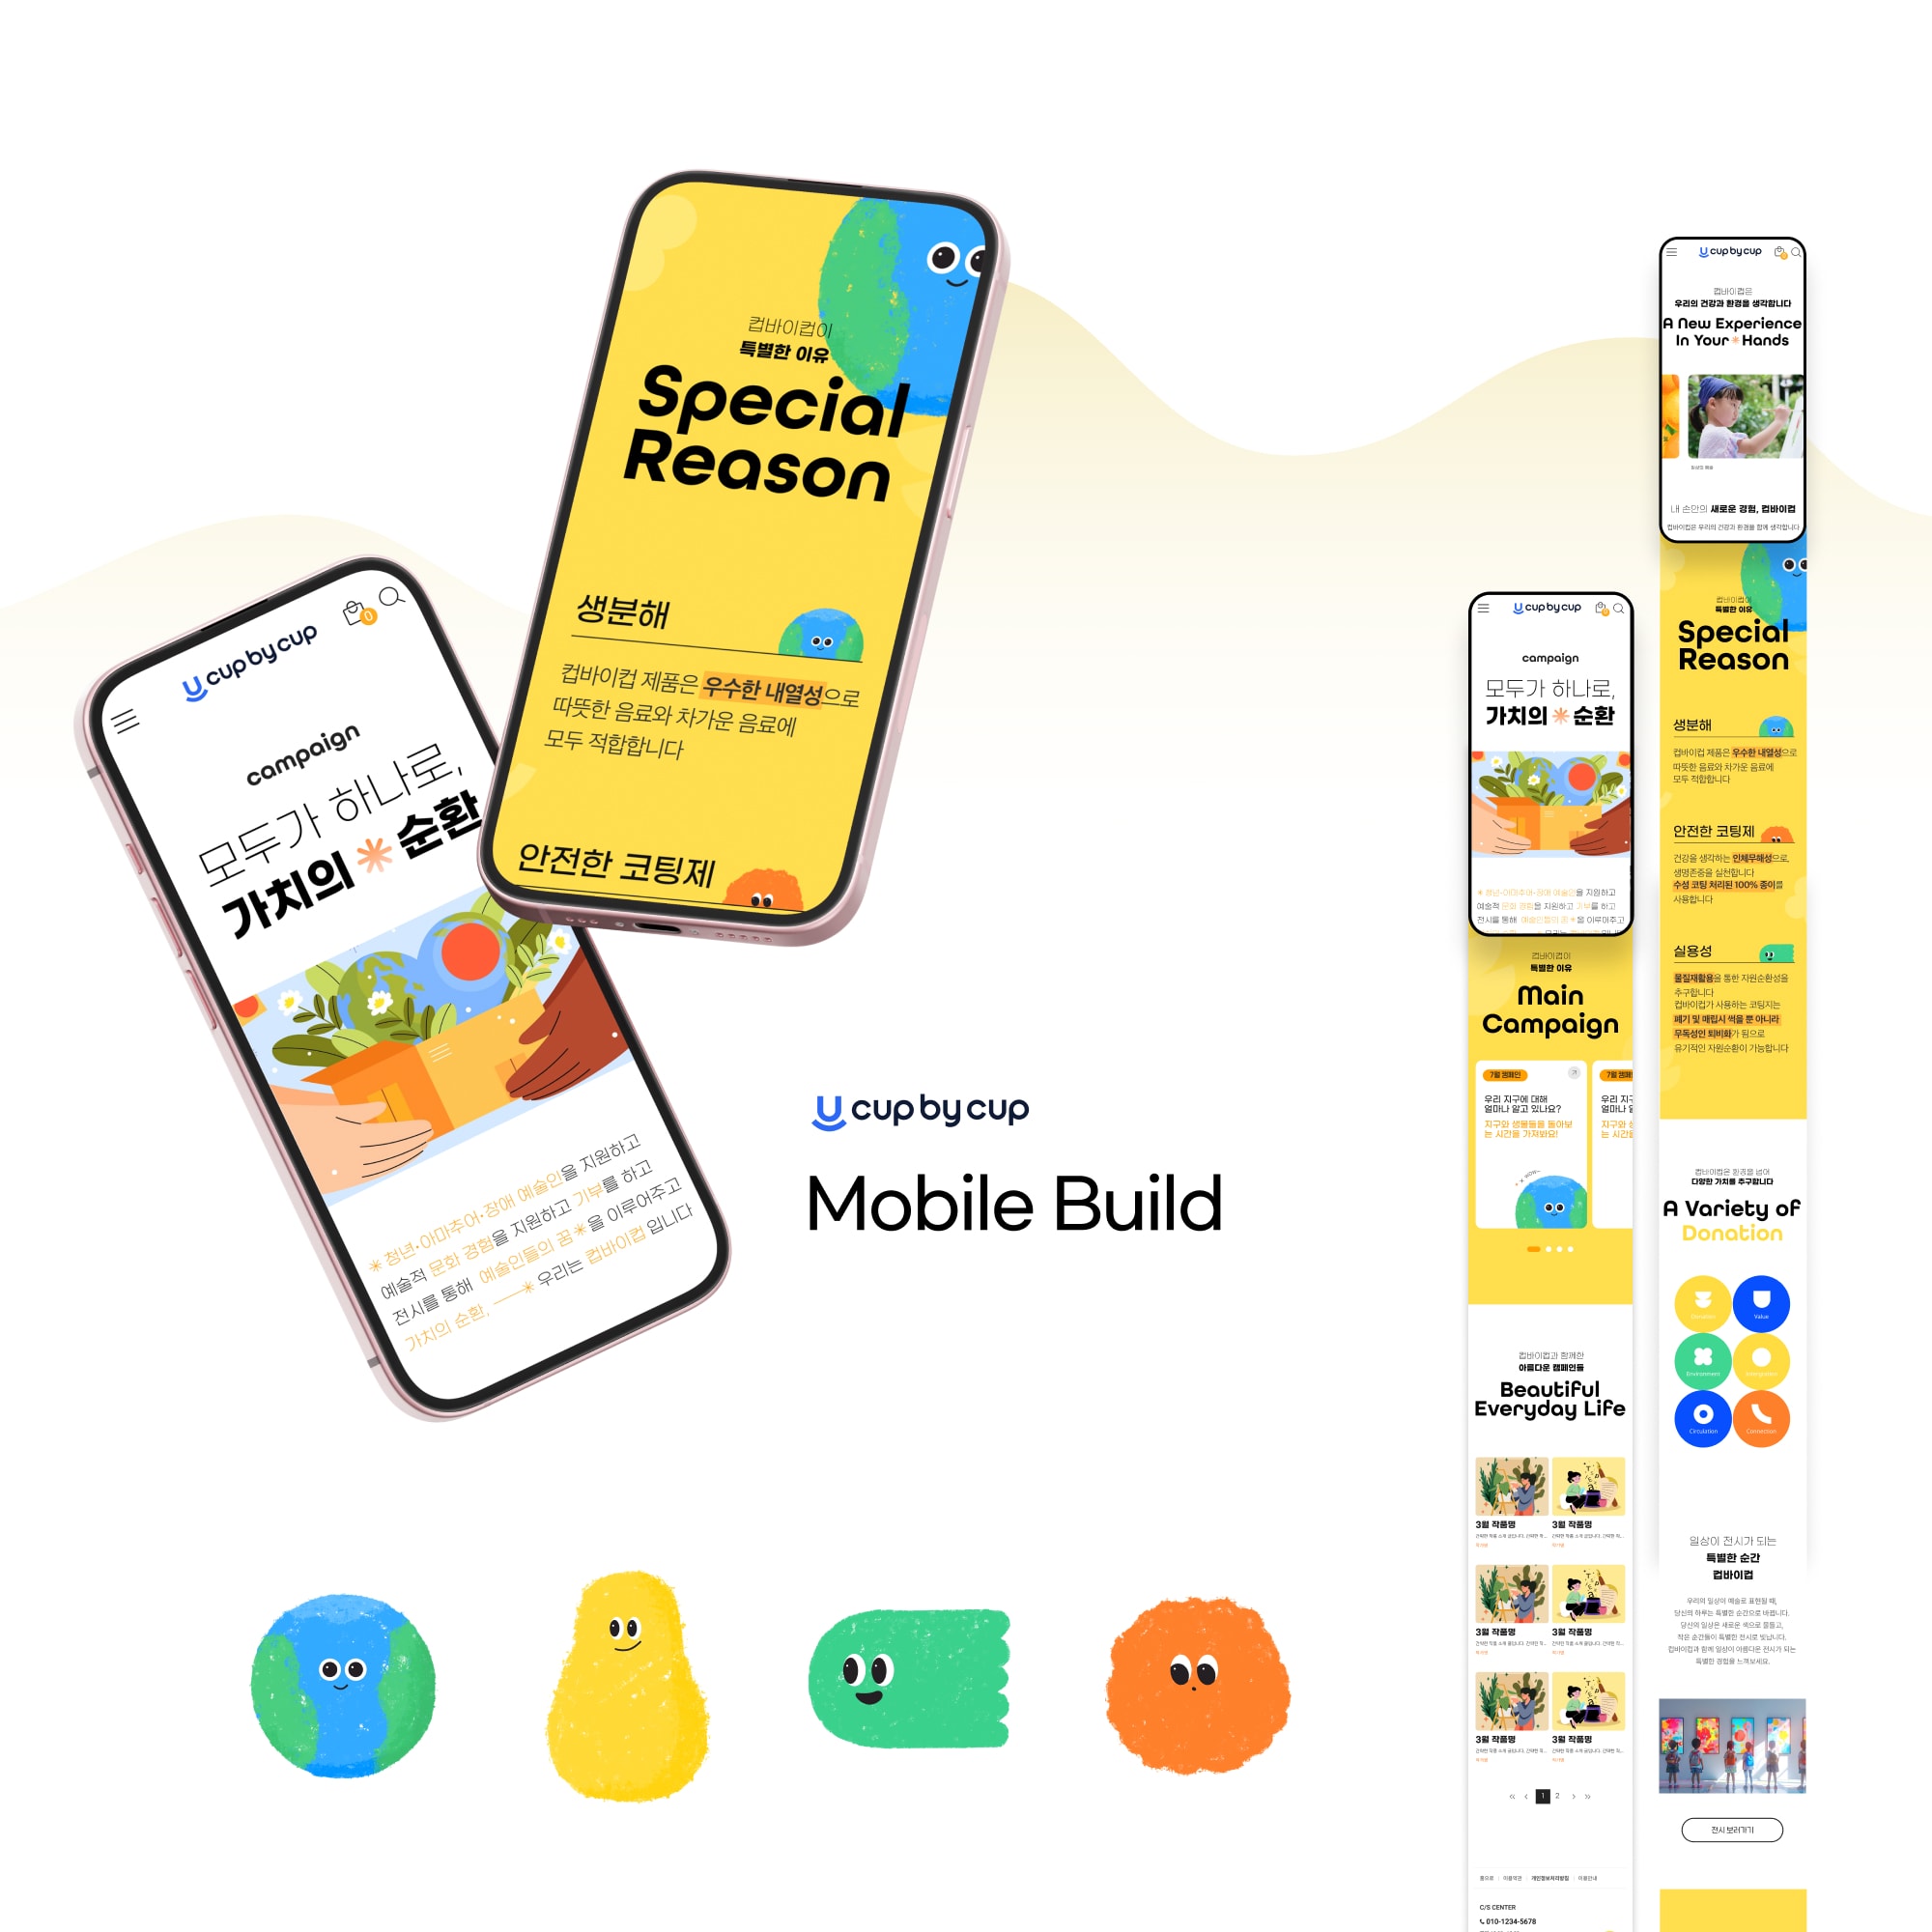 cup by cup
0
campaign
모두가 하나로,
가치의 ✳ 순환
✳ 청년·아마추어·장애 예술인을 지원하고
예술적 문화 경험을 지원하고 기부를 하고
전시를 통해 예술인들의 꿈✳을 이루어주고
가치의 순환, ——✳ 우리는 컵바이컵 입니다
컵바이컵이
특별한 이유
Special
Reason
생분해
컵바이컵 제품은 우수한 내열성으로
따뜻한 음료와 차가운 음료에
모두 적합합니다
안전한 코팅제
cup by cup
Mobile Build
cup by cup
campaign
모두가 하나로,
가치의 ✳ 순환
✳ 청년·아마추어·장애 예술인을 지원하고
예술적 문화 경험을 지원하고 기부를 하고
전시를 통해 예술인들의 꿈✳을 이루어주고
컵바이컵이
특별한 이유
Main
Campaign
7월 캠페인
우리 지구에 대해
얼마나 알고 있나요?
지구와 생물들을 돌아보
는 시간을 가져봐요!
7월 캠페인
우리 지구
얼마나
지구와
는 시간을
컵바이컵과 함께한
아름다운 캠페인들
Beautiful
Everyday Life
3월 작품명
3월 작품명
3월 작품명
3월 작품명
3월 작품명
3월 작품명
« ‹ 1 2 › »
홈으로 이용약관 개인정보처리방침 이용안내
C/S CENTER
010-1234-5678
cup by cup
컵바이컵은
우리의 건강과 환경을 생각합니다
A New Experience
In Your✳Hands
내 손안의 새로운 경험, 컵바이컵
컵바이컵은 우리의 건강과 환경을 함께 생각합니다
컵바이컵이
특별한 이유
Special
Reason
생분해
컵바이컵 제품은 우수한 내열성으로
따뜻한 음료와 차가운 음료에
모두 적합합니다
안전한 코팅제
건강을 생각하는 인체무해성으로,
생명존중을 실천합니다
수성 코팅 처리된 100% 종이를
사용합니다
실용성
물질재활용을 통한 자원순환성을
추구합니다
컵바이컵가 사용하는 코팅지는
폐기 및 매립시 썩을 뿐 아니라
무독성인 퇴비화가 됨으로
유기적인 자원순환이 가능합니다
컵바이컵은 환경을 넘어
다양한 가치를 추구합니다
A Variety of
Donation
Donation
Value
Environment
Circulation
Connection
일상이 전시가 되는
특별한 순간
컵바이컵
우리의 일상이 예술로 표현될 때,
당신의 하루는 특별한 순간으로 바뀝니다.
당신의 일상은 새로운 색으로 물들고,
작은 순간들이 특별한 전시로 빛납니다.
컵바이컵과 함께 일상이 아름다운 전시가 되는
특별한 경험을 느껴보세요.
전시 보러가기